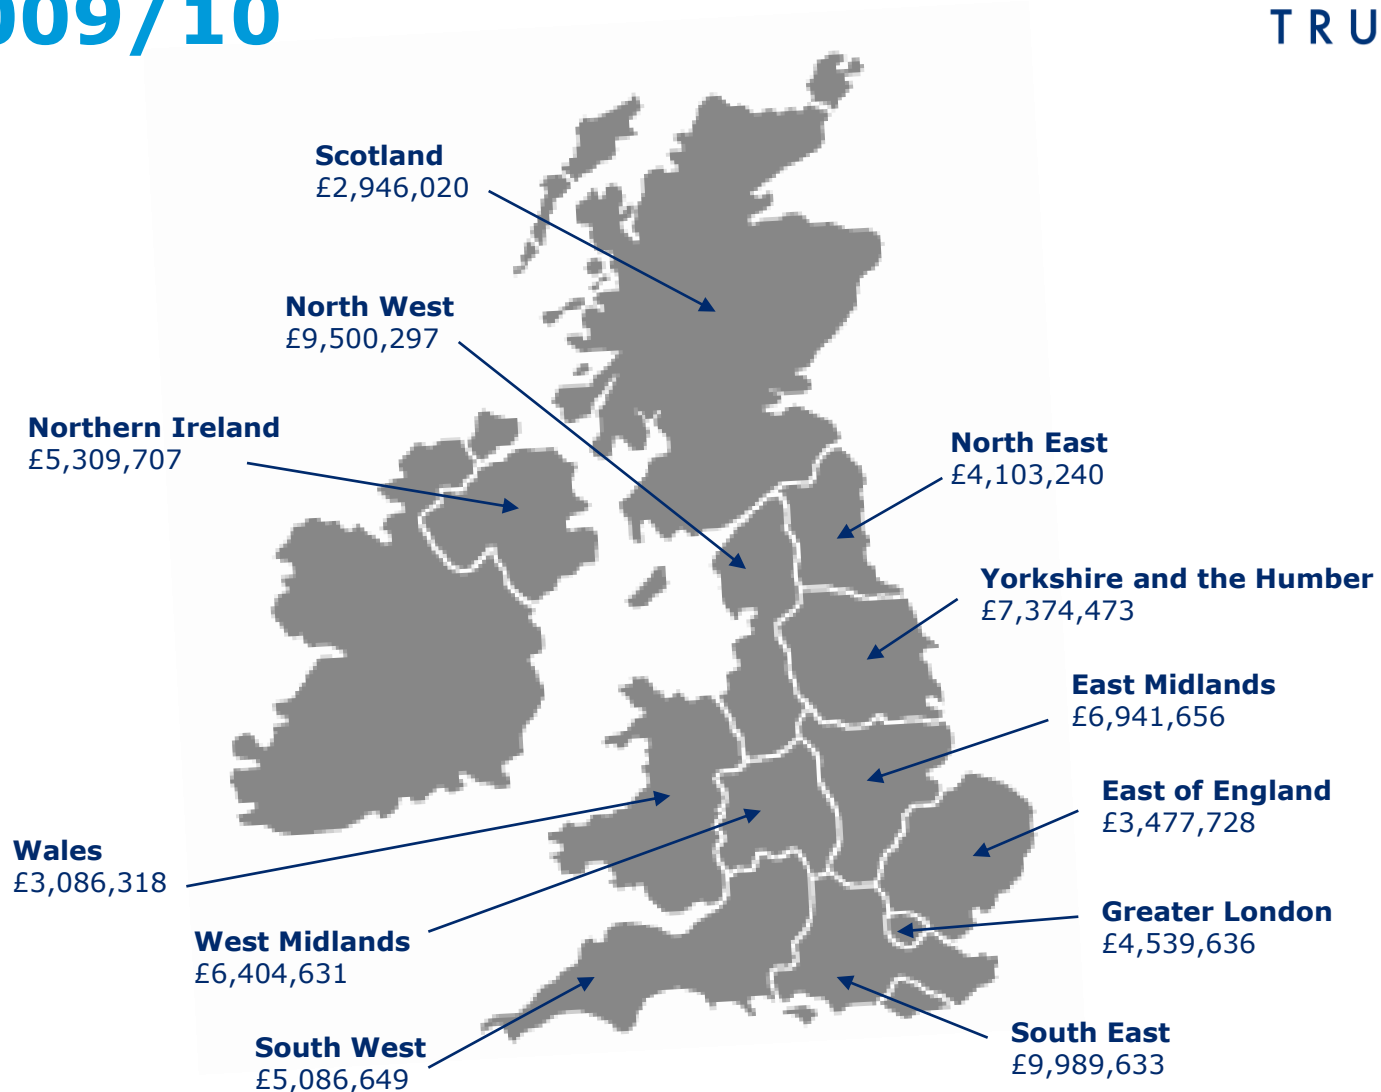 009/10
TRU
Scotland
£2,946,020
North West
£9,500,297
Northern Ireland
£5,309,707
North East
£4,103,240
Yorkshire and the Humber
£7,374,473
East Midlands
£6,941,656
East of England
£3,477,728
Wales
£3,086,318
Greater London
£4,539,636
West Midlands
£6,404,631
South West
£5,086,649
South East
£9,989,633